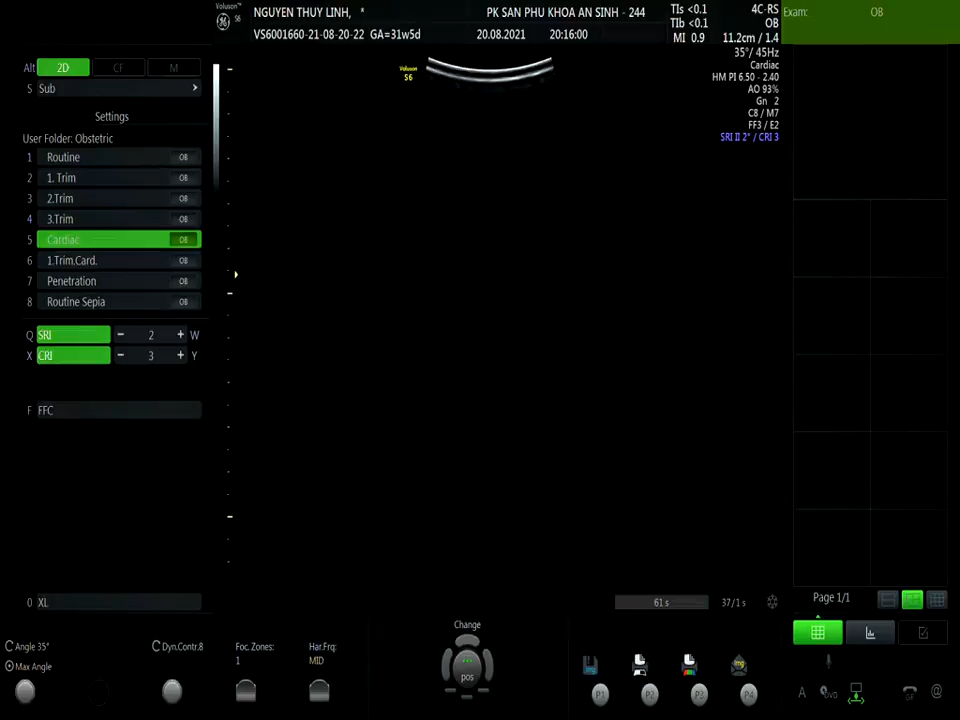 Voluson™
S6
NGUYEN THUY LINH, *
PK SAN PHU KHOA AN SINH - 244
VS6001660-21-08-20-22 GA=31w5d
20.08.2021
20:16:00
TIs <0.1
TIb <0.1
MI 0.9
4C-RS
OB
11.2cm / 1.4
35°/ 45Hz
Cardiac
HM PI 6.50 - 2.40
AO 93%
Gn 2
C8 / M7
FF3 / E2
SRI II 2" / CRI 3
Exam: OB
Voluson
S6
Alt 2D CF M
S Sub >
Settings
User Folder: Obstetric
1 Routine OB
2 1. Trim OB
3 2.Trim OB
4 3.Trim OB
5 Cardiac OB
6 1.Trim.Card. OB
7 Penetration OB
8 Routine Sepia OB
Q SRI - 2 + W
X CRI - 3 + Y
F FFC
0 XL
61 s
37/1 s
Page 1/1
Angle 35°
Max Angle
Dyn.Contr.8
Foc. Zones:
1
Har.Frq:
MID
Change
pos
img
P1 P2 P3 P4
A DVD @